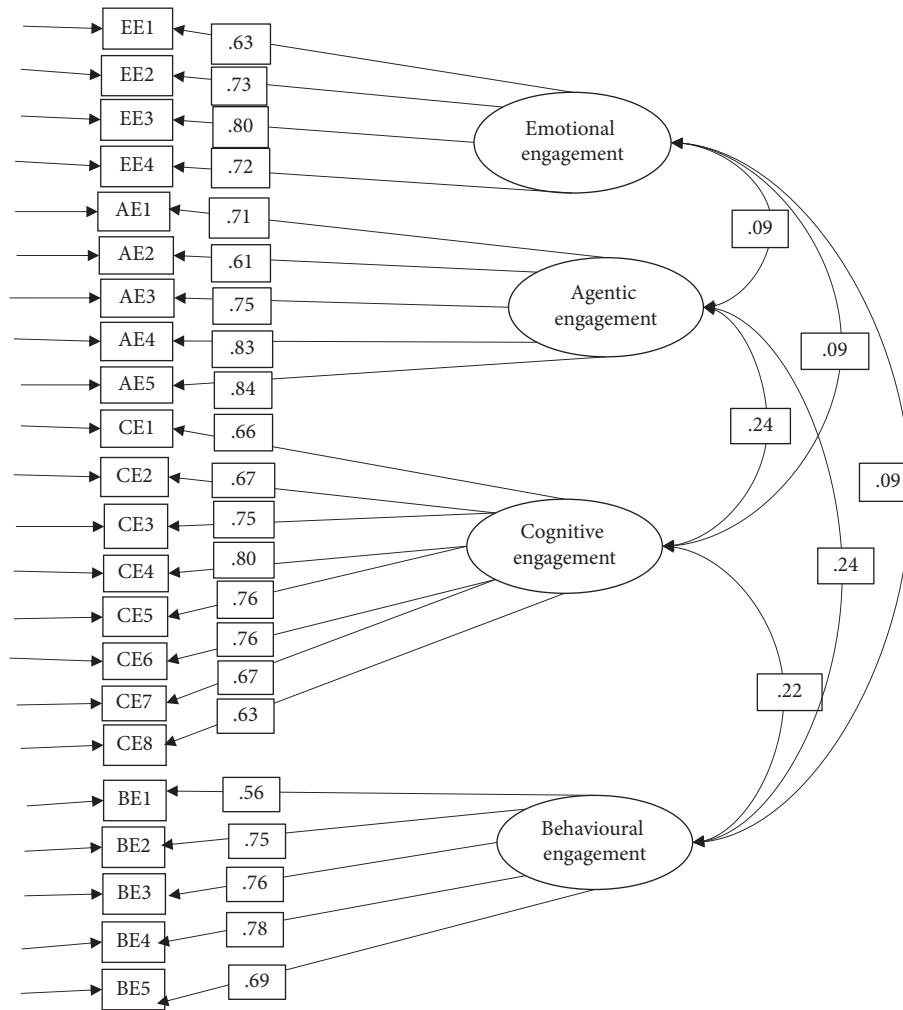 EE1
.63
EE2
.73
EE3
.80
EE4
.72
Emotional
engagement
AE1
.71
AE2
.61
AE3
.75
AE4
.83
AE5
.84
Agentic
engagement
.09
.09
.24
.09
.24
CE1
.66
CE2
.67
CE3
.75
CE4
.80
CE5
.76
CE6
.76
CE7
.67
CE8
.63
Cognitive
engagement
.22
BE1
.56
BE2
.75
BE3
.76
BE4
.78
BE5
.69
Behavioural
engagement